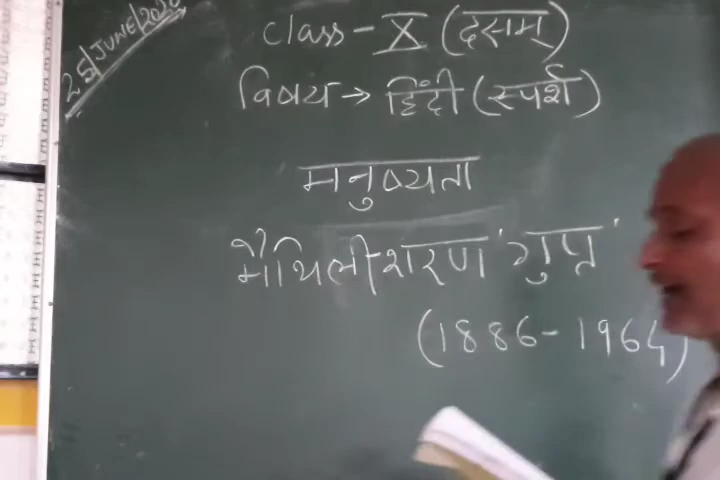 25/JUNE/2020
Class - X (दसम्)
विषय → हिंदी (स्पर्श)
मनुष्यता
मैथिलीशरण 'गुप्त'
(1886-1964)